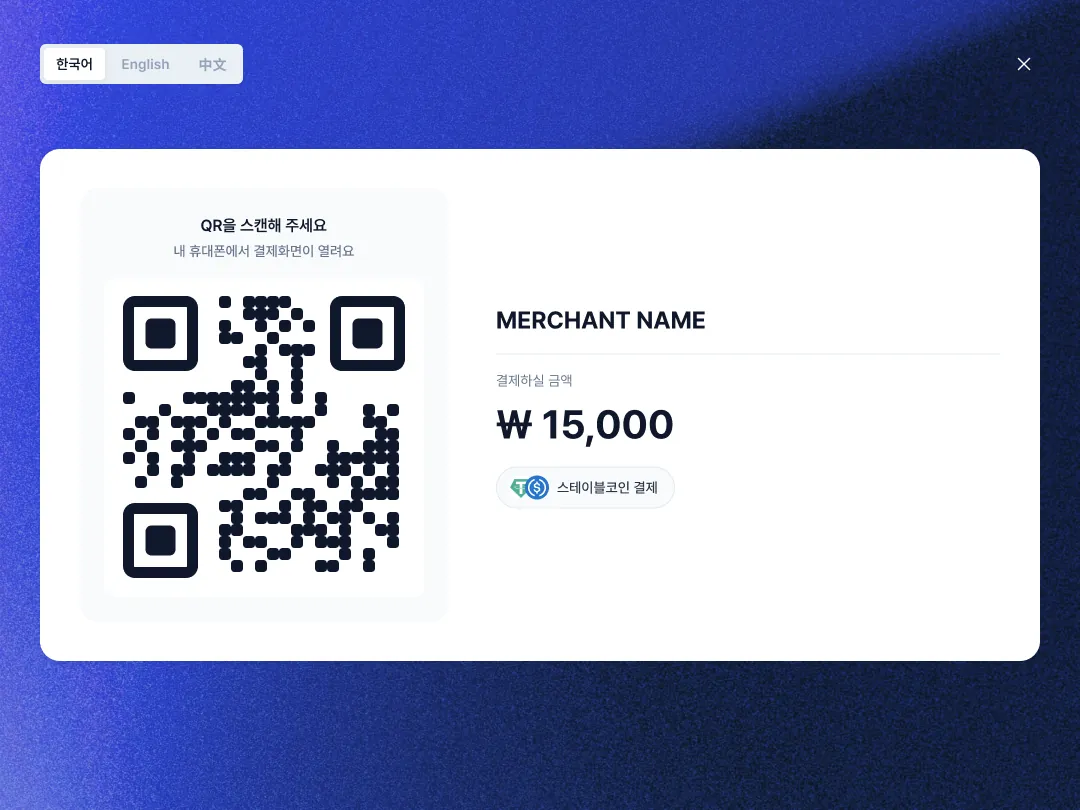 한국어 English 中文
QR을 스캔해 주세요
내 휴대폰에서 결제화면이 열려요
MERCHANT NAME
결제하실 금액
₩ 15,000
스테이블코인 결제